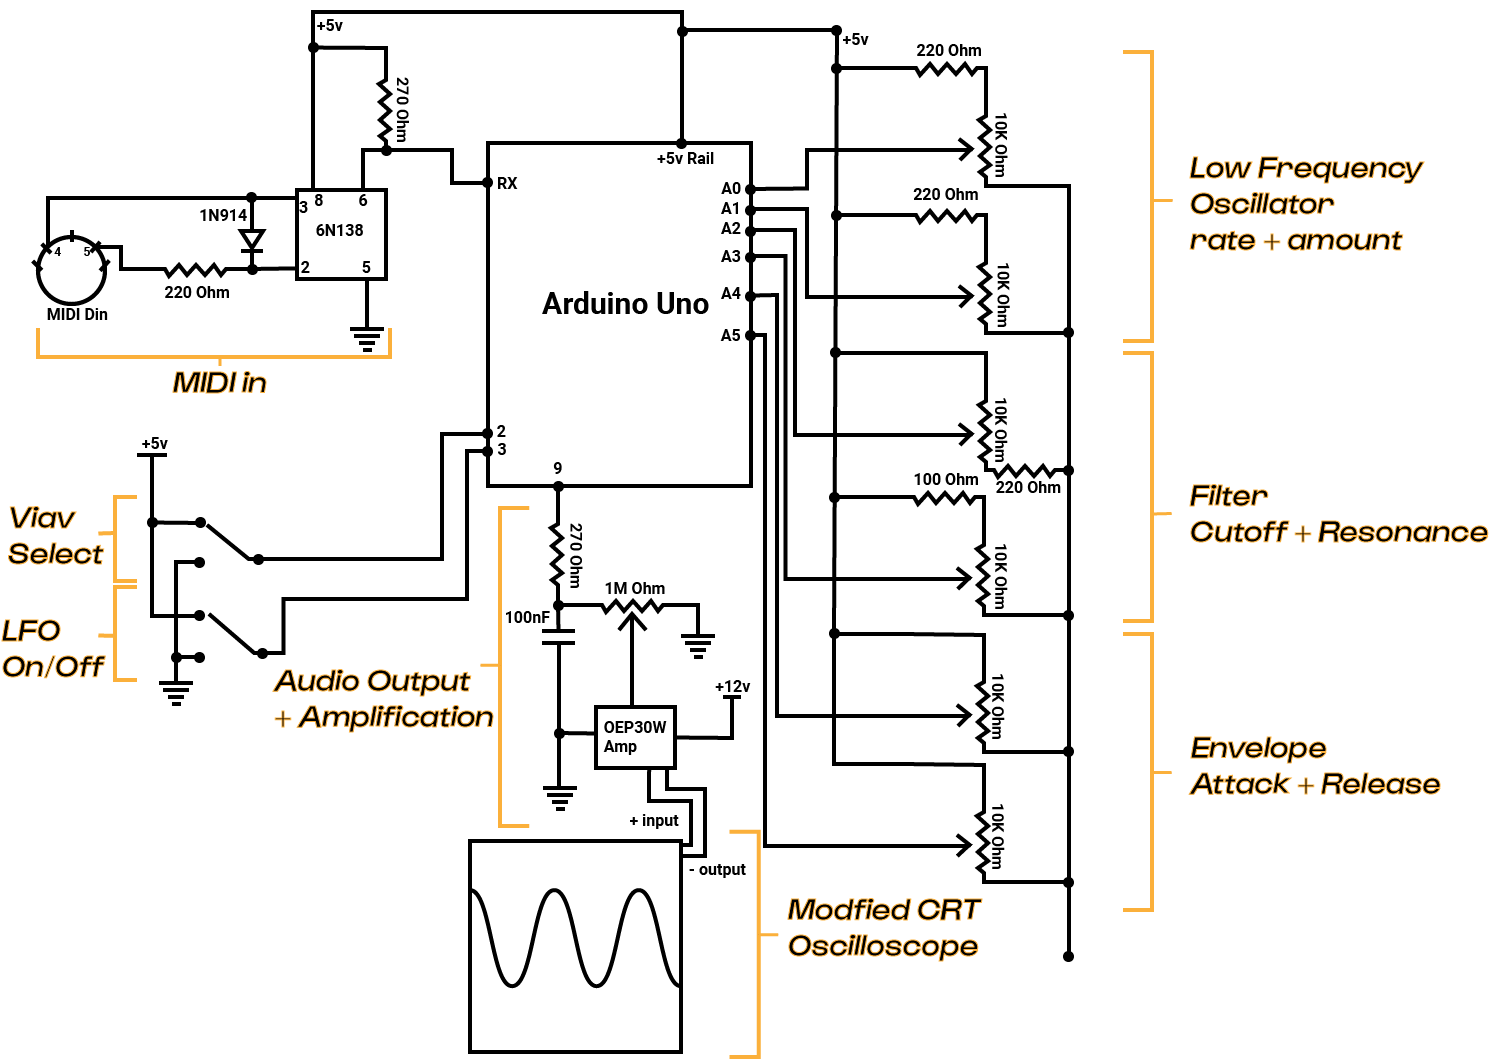 +5v
+5v
220 Ohm
270 Ohm
10K Ohm
+5v Rail
RX
A0
A1
A2
A3
A4
A5
Arduino Uno
2
3
9
3
8
6
6N138
2
5
1N914
4
5
220 Ohm
MIDI Din
MIDI in
220 Ohm
10K Ohm
Low Frequency
Oscillator
rate + amount
10K Ohm
220 Ohm
100 Ohm
10K Ohm
Filter
Cutoff + Resonance
10K Ohm
10K Ohm
Envelope
Attack + Release
+5v
Viav
Select
LFO
On/Off
270 Ohm
1M Ohm
100nF
Audio Output
+ Amplification
+12v
OEP30W
Amp
+ input
- output
Modfied CRT
Oscilloscope